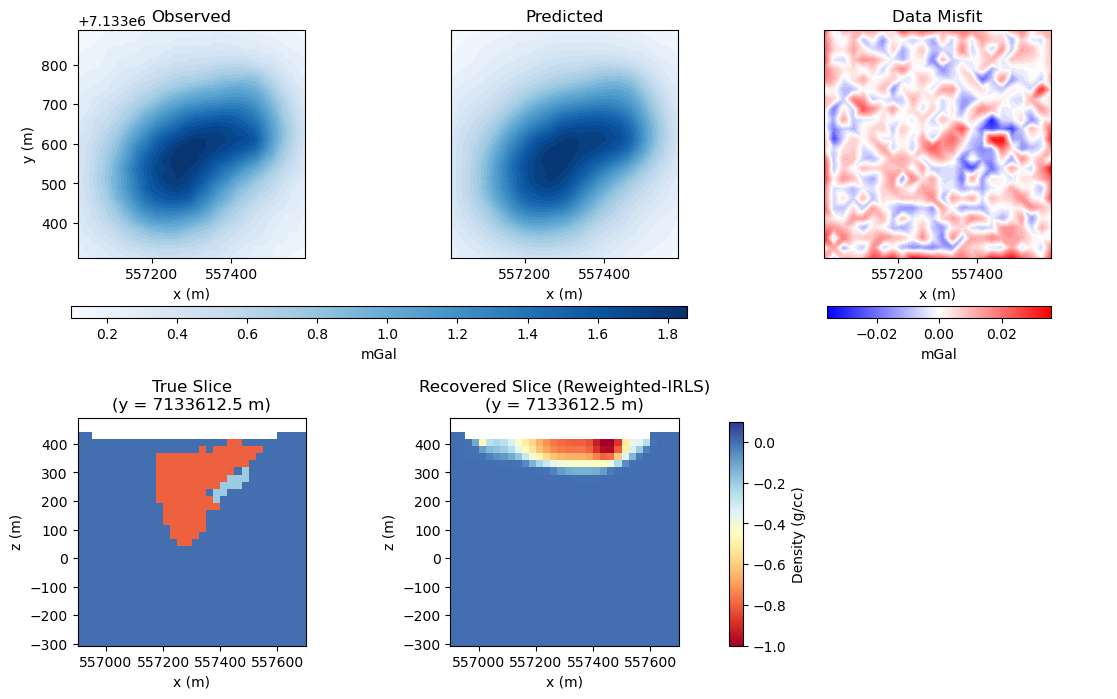 Observed
Predicted
Data Misfit
+7.133e6
800
700
600
500
400
y (m)
557200 557400
557200 557400
557200 557400
x (m)
x (m)
x (m)
0.2 0.4 0.6 0.8 1.0 1.2 1.4 1.6 1.8
mGal
−0.02 0.00 0.02
mGal
True Slice
(y = 7133612.5 m)
Recovered Slice (Reweighted-IRLS)
(y = 7133612.5 m)
400
300
200
100
0
−100
−200
−300
z (m)
557000 557200 557400 557600
x (m)
400
300
200
100
0
−100
−200
−300
z (m)
557000 557200 557400 557600
x (m)
0.0
−0.2
−0.4
−0.6
−0.8
−1.0
Density (g/cc)